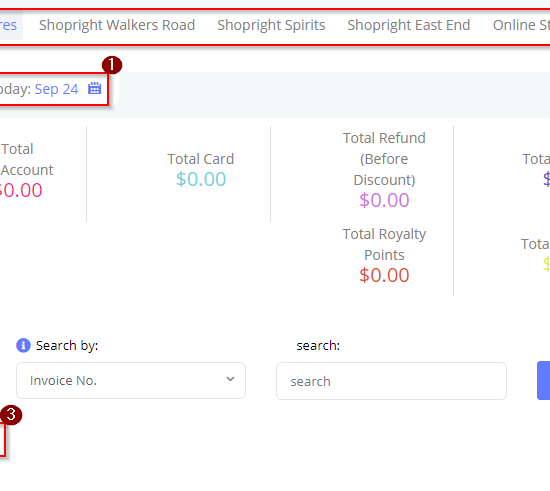 res Shopright Walkers Road Shopright Spirits Shopright East End Online St
1
oday: Sep 24
Total
Account
$0.00
Total Card
$0.00
Total Refund
(Before
Discount)
$0.00
Total Royalty
Points
$0.00
Tota
$
Tota
$
Search by:
search:
Invoice No.
search
3